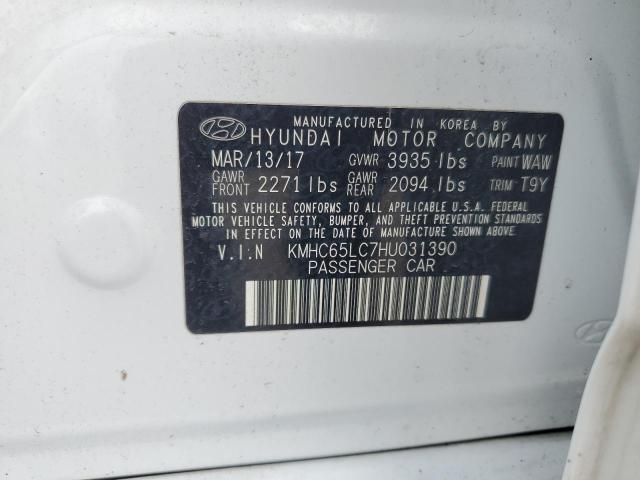 MANUFACTURED IN KOREA BY
HYUNDAI MOTOR COMPANY
MAR/13/17 GVWR 3935 lbs PAINT WAW
GAWR FRONT 2271 lbs GAWR REAR 2094 lbs TRIM T9Y
THIS VEHICLE CONFORMS TO ALL APPLICABLE U.S.A. FEDERAL
MOTOR VEHICLE SAFETY, BUMPER, AND THEFT PREVENTION STANDARDS
IN EFFECT ON THE DATE OF MANUFACTURE SHOWN ABOVE.
V.I.N KMHC65LC7HU031390
PASSENGER CAR